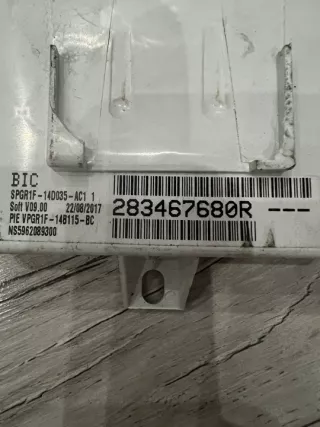 BIC
SPGR1F-14D035-AC1 1
Soft V09.00 22/08/2017
PIE VPGR1F-14B115-BC
NS5962089300
283467680R ---